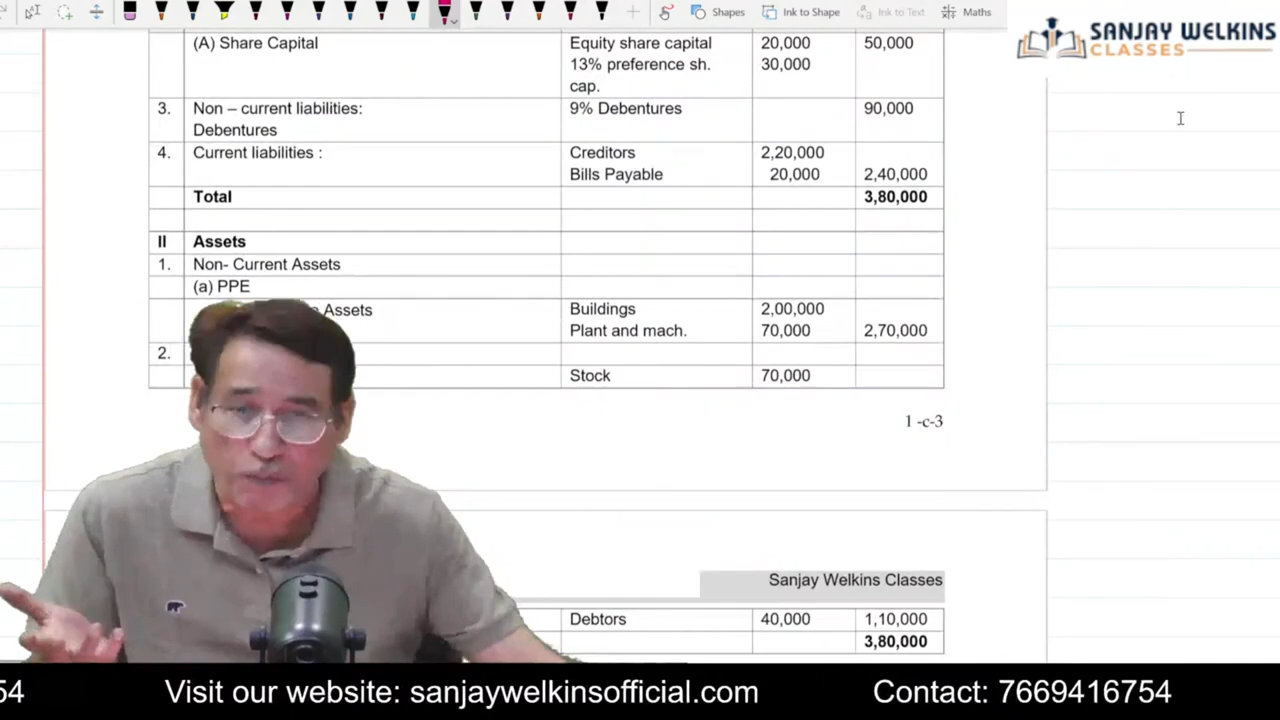 Shapes Ink to Shape Ink to Text Maths
SANJAY WELKINS
CLASSES
(A) Share Capital Equity share capital 20,000 50,000
13% preference sh. 30,000
cap.
3. Non – current liabilities: 9% Debentures 90,000
Debentures
4. Current liabilities : Creditors 2,20,000
Bills Payable 20,000 2,40,000
Total 3,80,000
II Assets
1. Non- Current Assets
(a) PPE
Assets Buildings 2,00,000
Plant and mach. 70,000 2,70,000
2.
Stock 70,000
1 -c-3
Sanjay Welkins Classes
Debtors 40,000 1,10,000
3,80,000
54 Visit our website: sanjaywelkinsofficial.com Contact: 7669416754